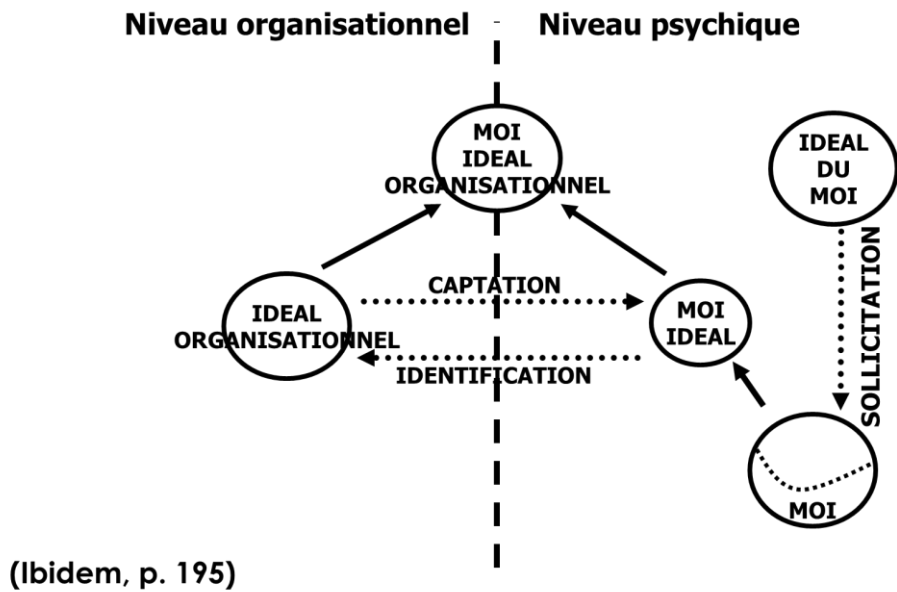 Niveau organisationnel
Niveau psychique
MOI
IDEAL
ORGANISATIONNEL
IDEAL
DU
MOI
CAPTATION
IDEAL
ORGANISATIONNEL
MOI
IDEAL
IDENTIFICATION
SOLLICITATION
MOI
(Ibidem, p. 195)